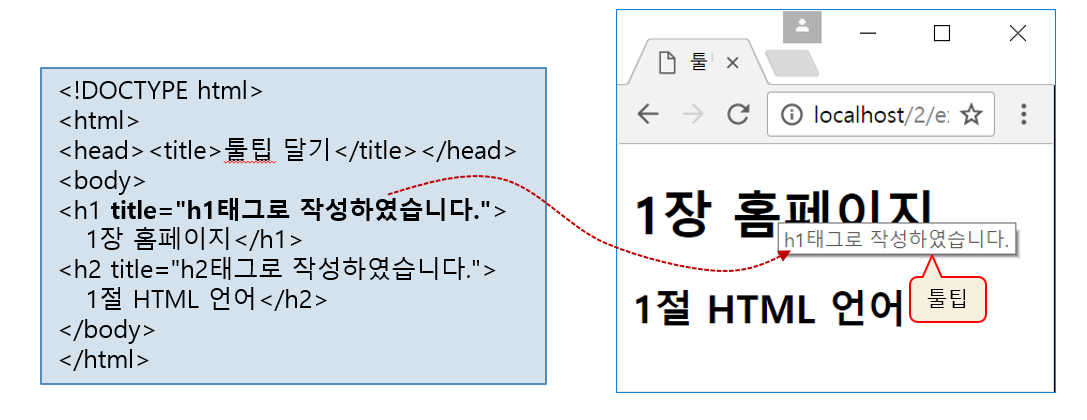 <!DOCTYPE html>
<html>
<head><title>툴팁 달기</title></head>
<body>
<h1 title="h1태그로 작성하였습니다.">
1장 홈페이지</h1>
<h2 title="h2태그로 작성하였습니다.">
1절 HTML 언어</h2>
</body>
</html>
툴
localhost/2/e
1장 홈페이지
h1태그로 작성하였습니다.
1절 HTML 언어
툴팁